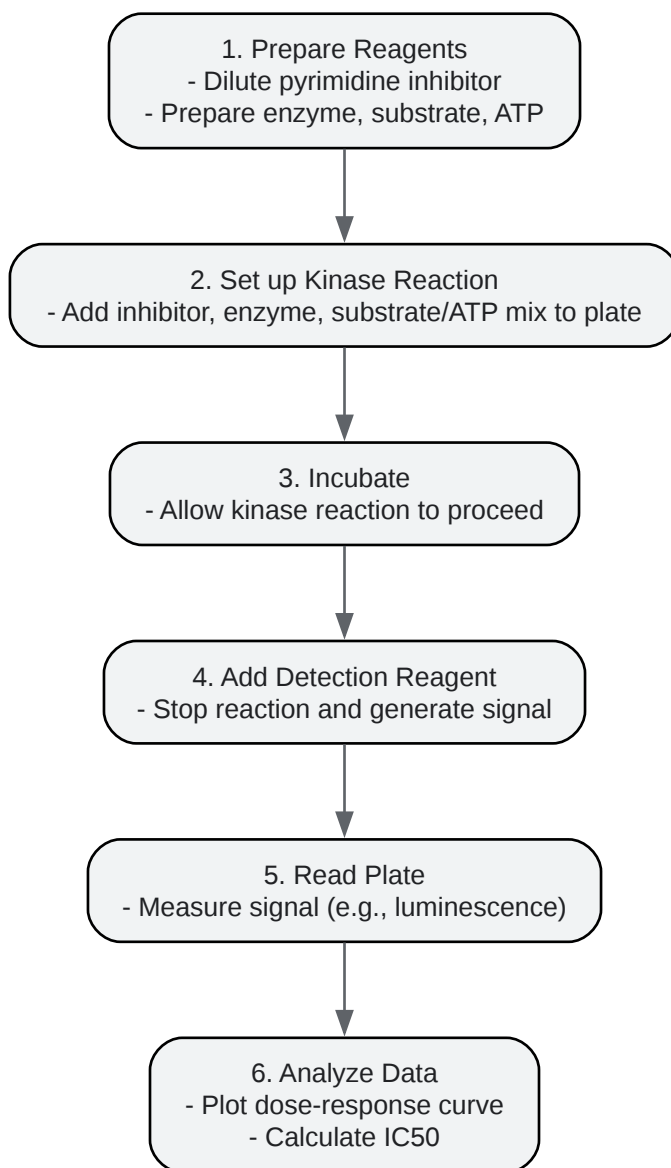 1. Prepare Reagents
- Dilute pyrimidine inhibitor
- Prepare enzyme, substrate, ATP
2. Set up Kinase Reaction
- Add inhibitor, enzyme, substrate/ATP mix to plate
3. Incubate
- Allow kinase reaction to proceed
4. Add Detection Reagent
- Stop reaction and generate signal
5. Read Plate
- Measure signal (e.g., luminescence)
6. Analyze Data
- Plot dose-response curve
- Calculate IC50